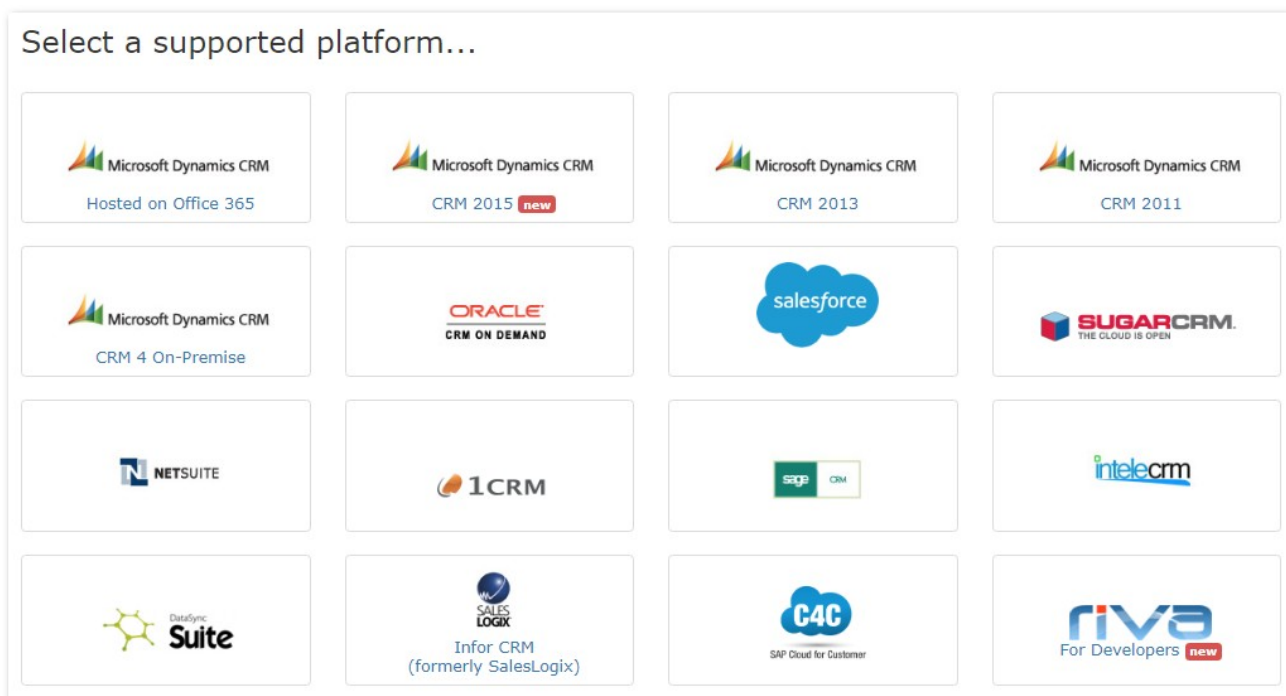 Select a supported platform...
Microsoft Dynamics CRM
Hosted on Office 365
Microsoft Dynamics CRM
CRM 2015 new
Microsoft Dynamics CRM
CRM 2013
Microsoft Dynamics CRM
CRM 2011
Microsoft Dynamics CRM
CRM 4 On-Premise
ORACLE
CRM ON DEMAND
salesforce
SUGARCRM.
THE CLOUD IS OPEN
N NETSUITE
1CRM
sage CRM
intelecrm
DataSync
Suite
SALES
LOGIX
Infor CRM
(formerly SalesLogix)
C4C
SAP Cloud for Customer
riva
For Developers new